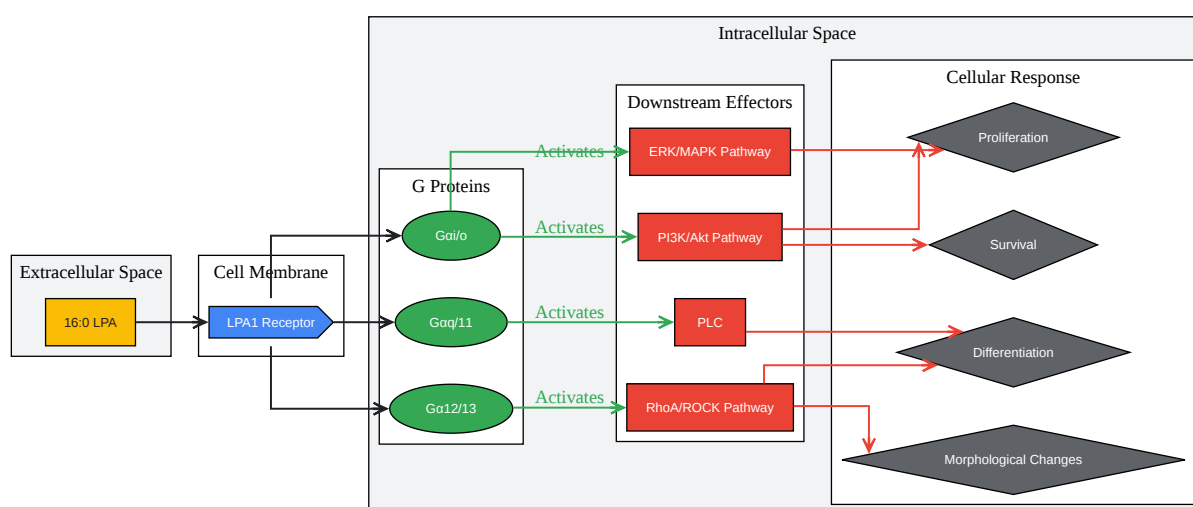 Intracellular Space
Cellular Response
Downstream Effectors
Proliferation
Activates
ERK/MAPK Pathway
G Proteins
Gαi/o
Activates
PI3K/Akt Pathway
Survival
Extracellular Space
Cell Membrane
16:0 LPA
LPA1 Receptor
Gαq/11
Activates
PLC
Differentiation
Gα12/13
Activates
RhoA/ROCK Pathway
Morphological Changes